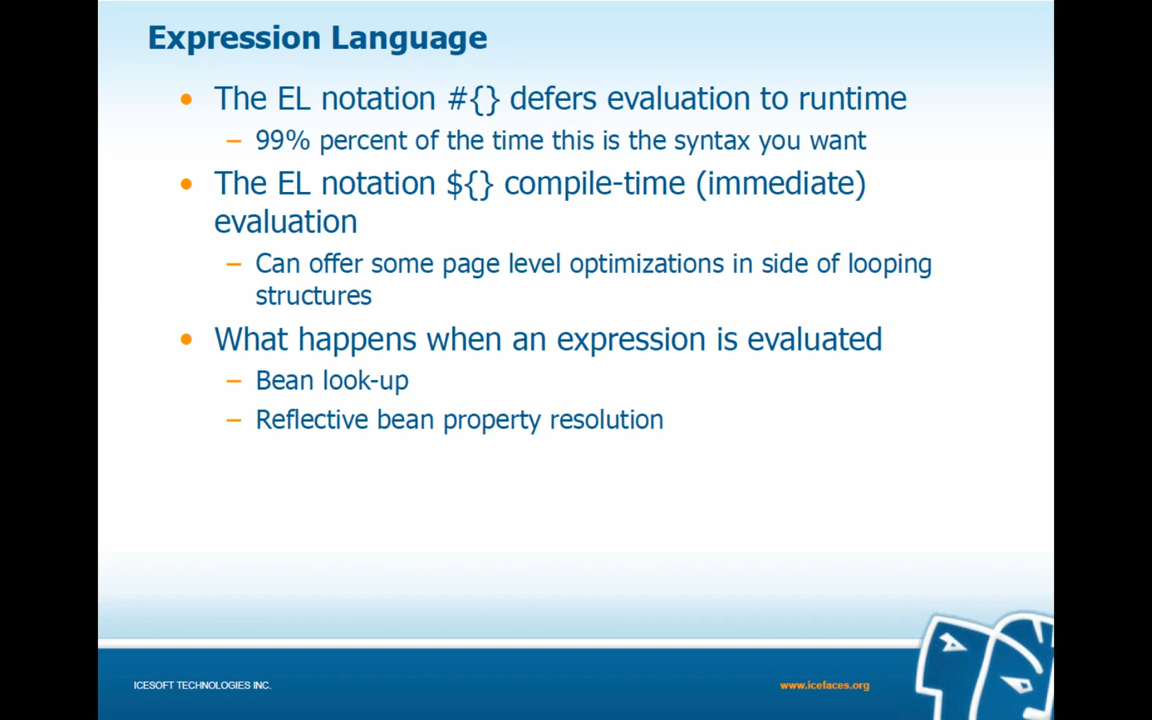 Expression Language
• The EL notation #{} defers evaluation to runtime
– 99% percent of the time this is the syntax you want
• The EL notation ${} compile-time (immediate)
evaluation
– Can offer some page level optimizations in side of looping
structures
• What happens when an expression is evaluated
– Bean look-up
– Reflective bean property resolution
ICESOFT TECHNOLOGIES INC.
www.icefaces.org